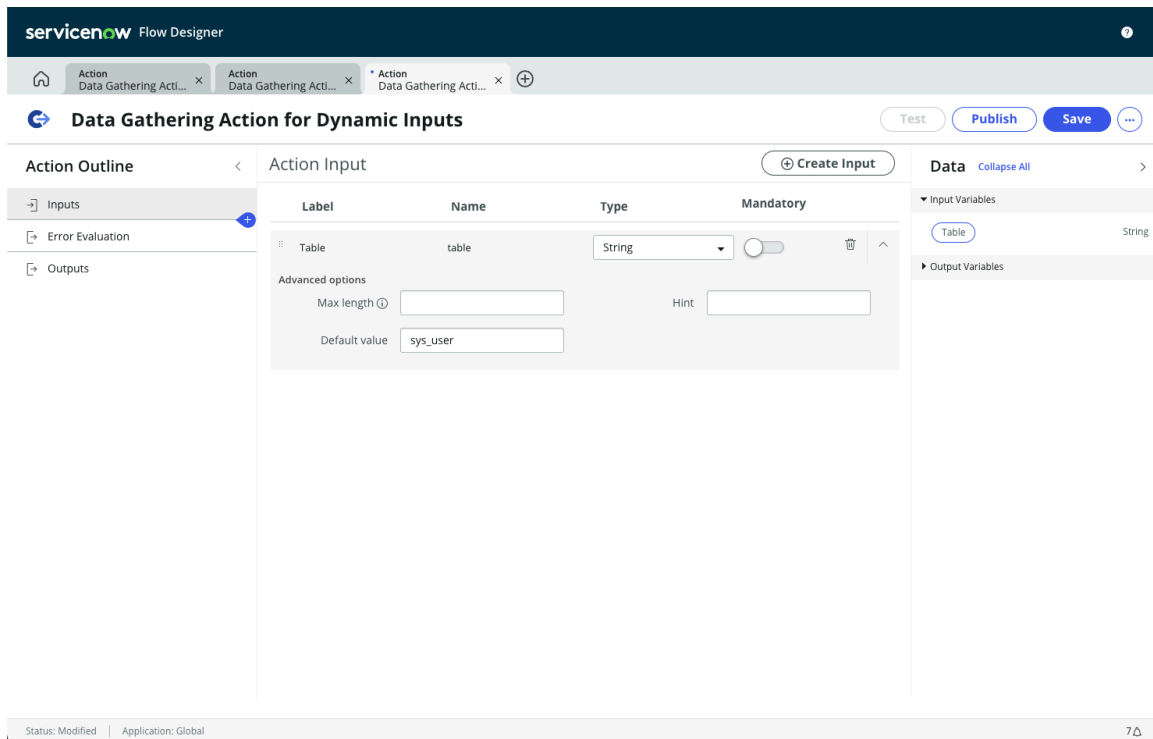 servicenow Flow Designer
Action
Data Gathering Acti...
Action
Data Gathering Acti...
Action
Data Gathering Acti...
Data Gathering Action for Dynamic Inputs
Test
Publish
Save
Action Outline
Inputs
Error Evaluation
Outputs
Action Input
Create Input
Label Name Type Mandatory
Table table String
Advanced options
Max length
Hint
Default value sys_user
Data Collapse All
Input Variables
Table String
Output Variables
Status: Modified Application: Global 7